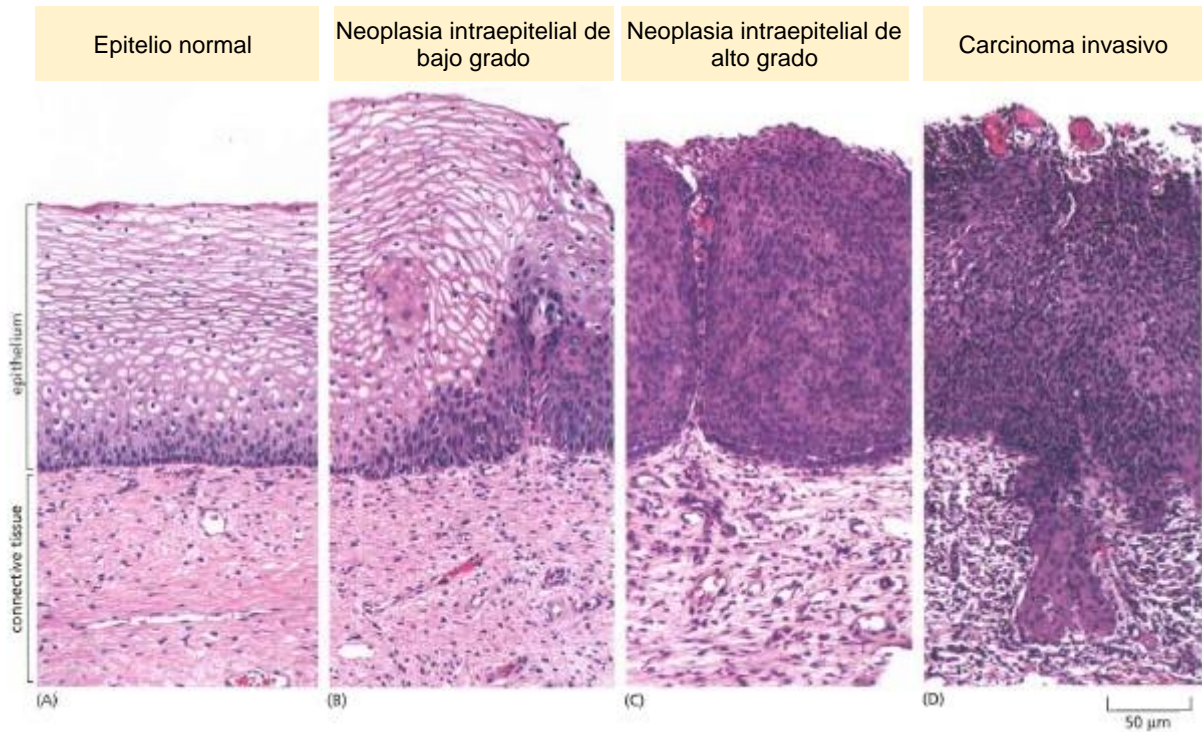 Epitelio normal
Neoplasia intraepitelial de
bajo grado
Neoplasia intraepitelial de
alto grado
Carcinoma invasivo
epithelium
connective tissue
(A)
(B)
(C)
(D)
50 μm